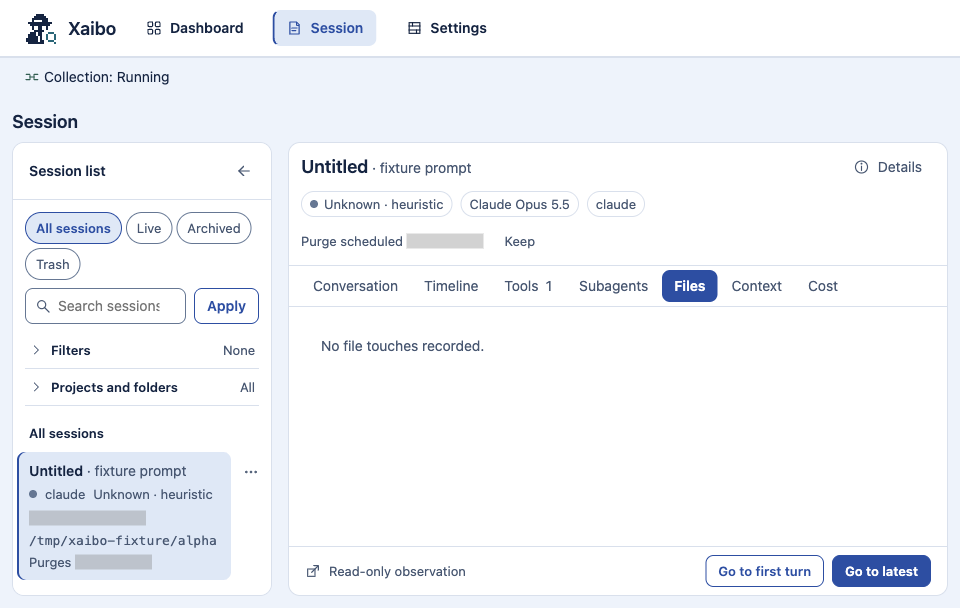 Xaibo
Dashboard
Session
Settings
Collection: Running
Session
Session list
All sessions
Live
Archived
Trash
Search sessions
Apply
Filters
None
Projects and folders
All
All sessions
Untitled · fixture prompt
claude Unknown · heuristic
/tmp/xaibo-fixture/alpha
Purges
Untitled · fixture prompt
Details
Unknown · heuristic
Claude Opus 5.5
claude
Purge scheduled
Keep
Conversation
Timeline
Tools 1
Subagents
Files
Context
Cost
No file touches recorded.
Read-only observation
Go to first turn
Go to latest